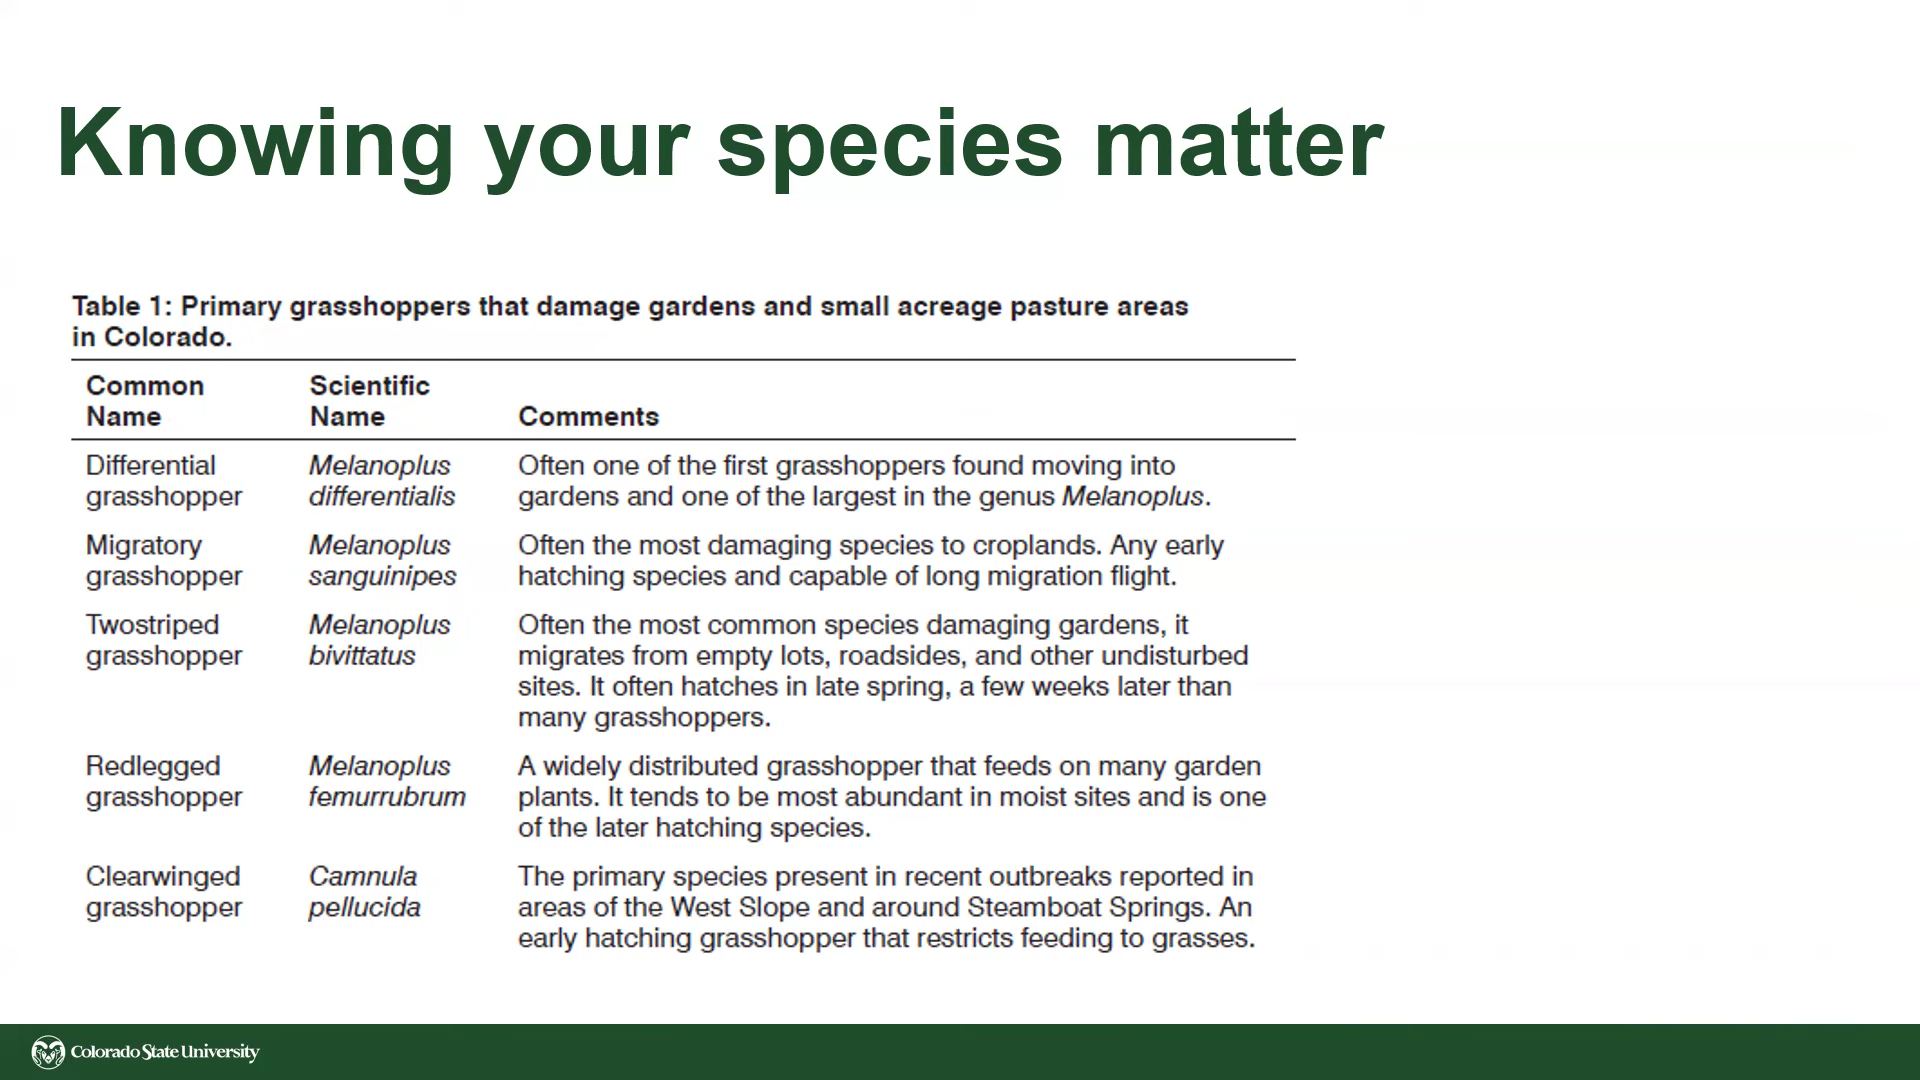 Knowing your species matter
Table 1: Primary grasshoppers that damage gardens and small acreage pasture areas
in Colorado.
Common Name
Scientific Name
Comments
Differential grasshopper
Melanoplus differentialis
Often one of the first grasshoppers found moving into
gardens and one of the largest in the genus Melanoplus.
Migratory grasshopper
Melanoplus sanguinipes
Often the most damaging species to croplands. Any early
hatching species and capable of long migration flight.
Twostriped grasshopper
Melanoplus bivittatus
Often the most common species damaging gardens, it
migrates from empty lots, roadsides, and other undisturbed
sites. It often hatches in late spring, a few weeks later than
many grasshoppers.
Redlegged grasshopper
Melanoplus femurrubrum
A widely distributed grasshopper that feeds on many garden
plants. It tends to be most abundant in moist sites and is one
of the later hatching species.
Clearwinged grasshopper
Camnula pellucida
The primary species present in recent outbreaks reported in
areas of the West Slope and around Steamboat Springs. An
early hatching grasshopper that restricts feeding to grasses.
Colorado State University